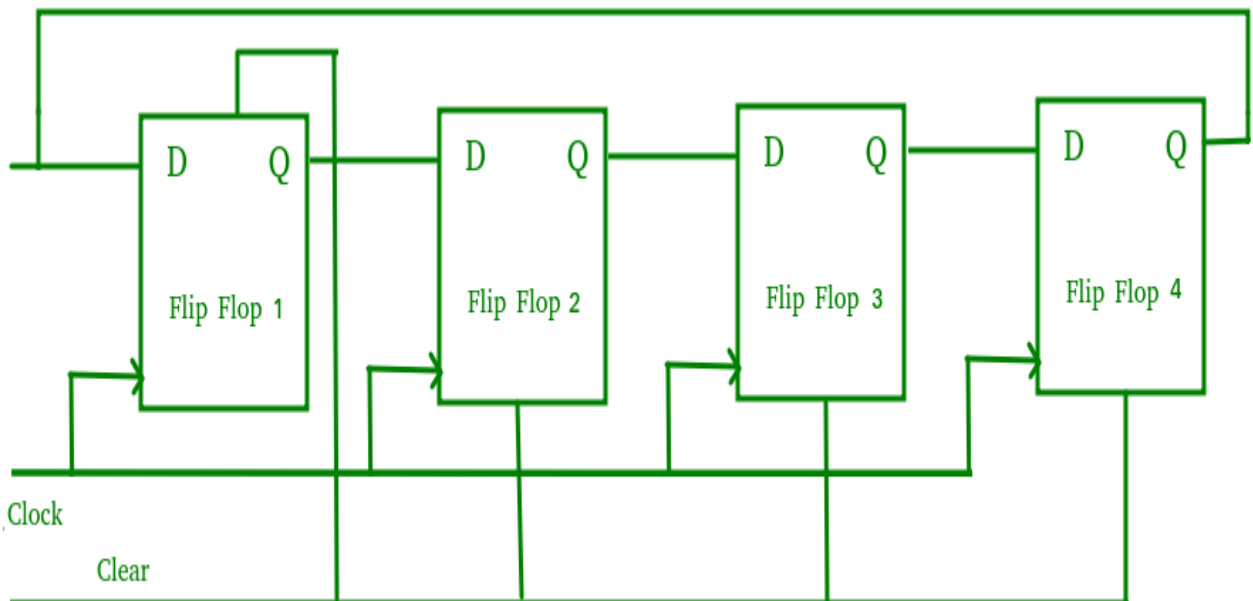 D Q D Q D Q D Q
Flip Flop 1
Flip Flop 2
Flip Flop 3
Flip Flop 4
Clock
Clear